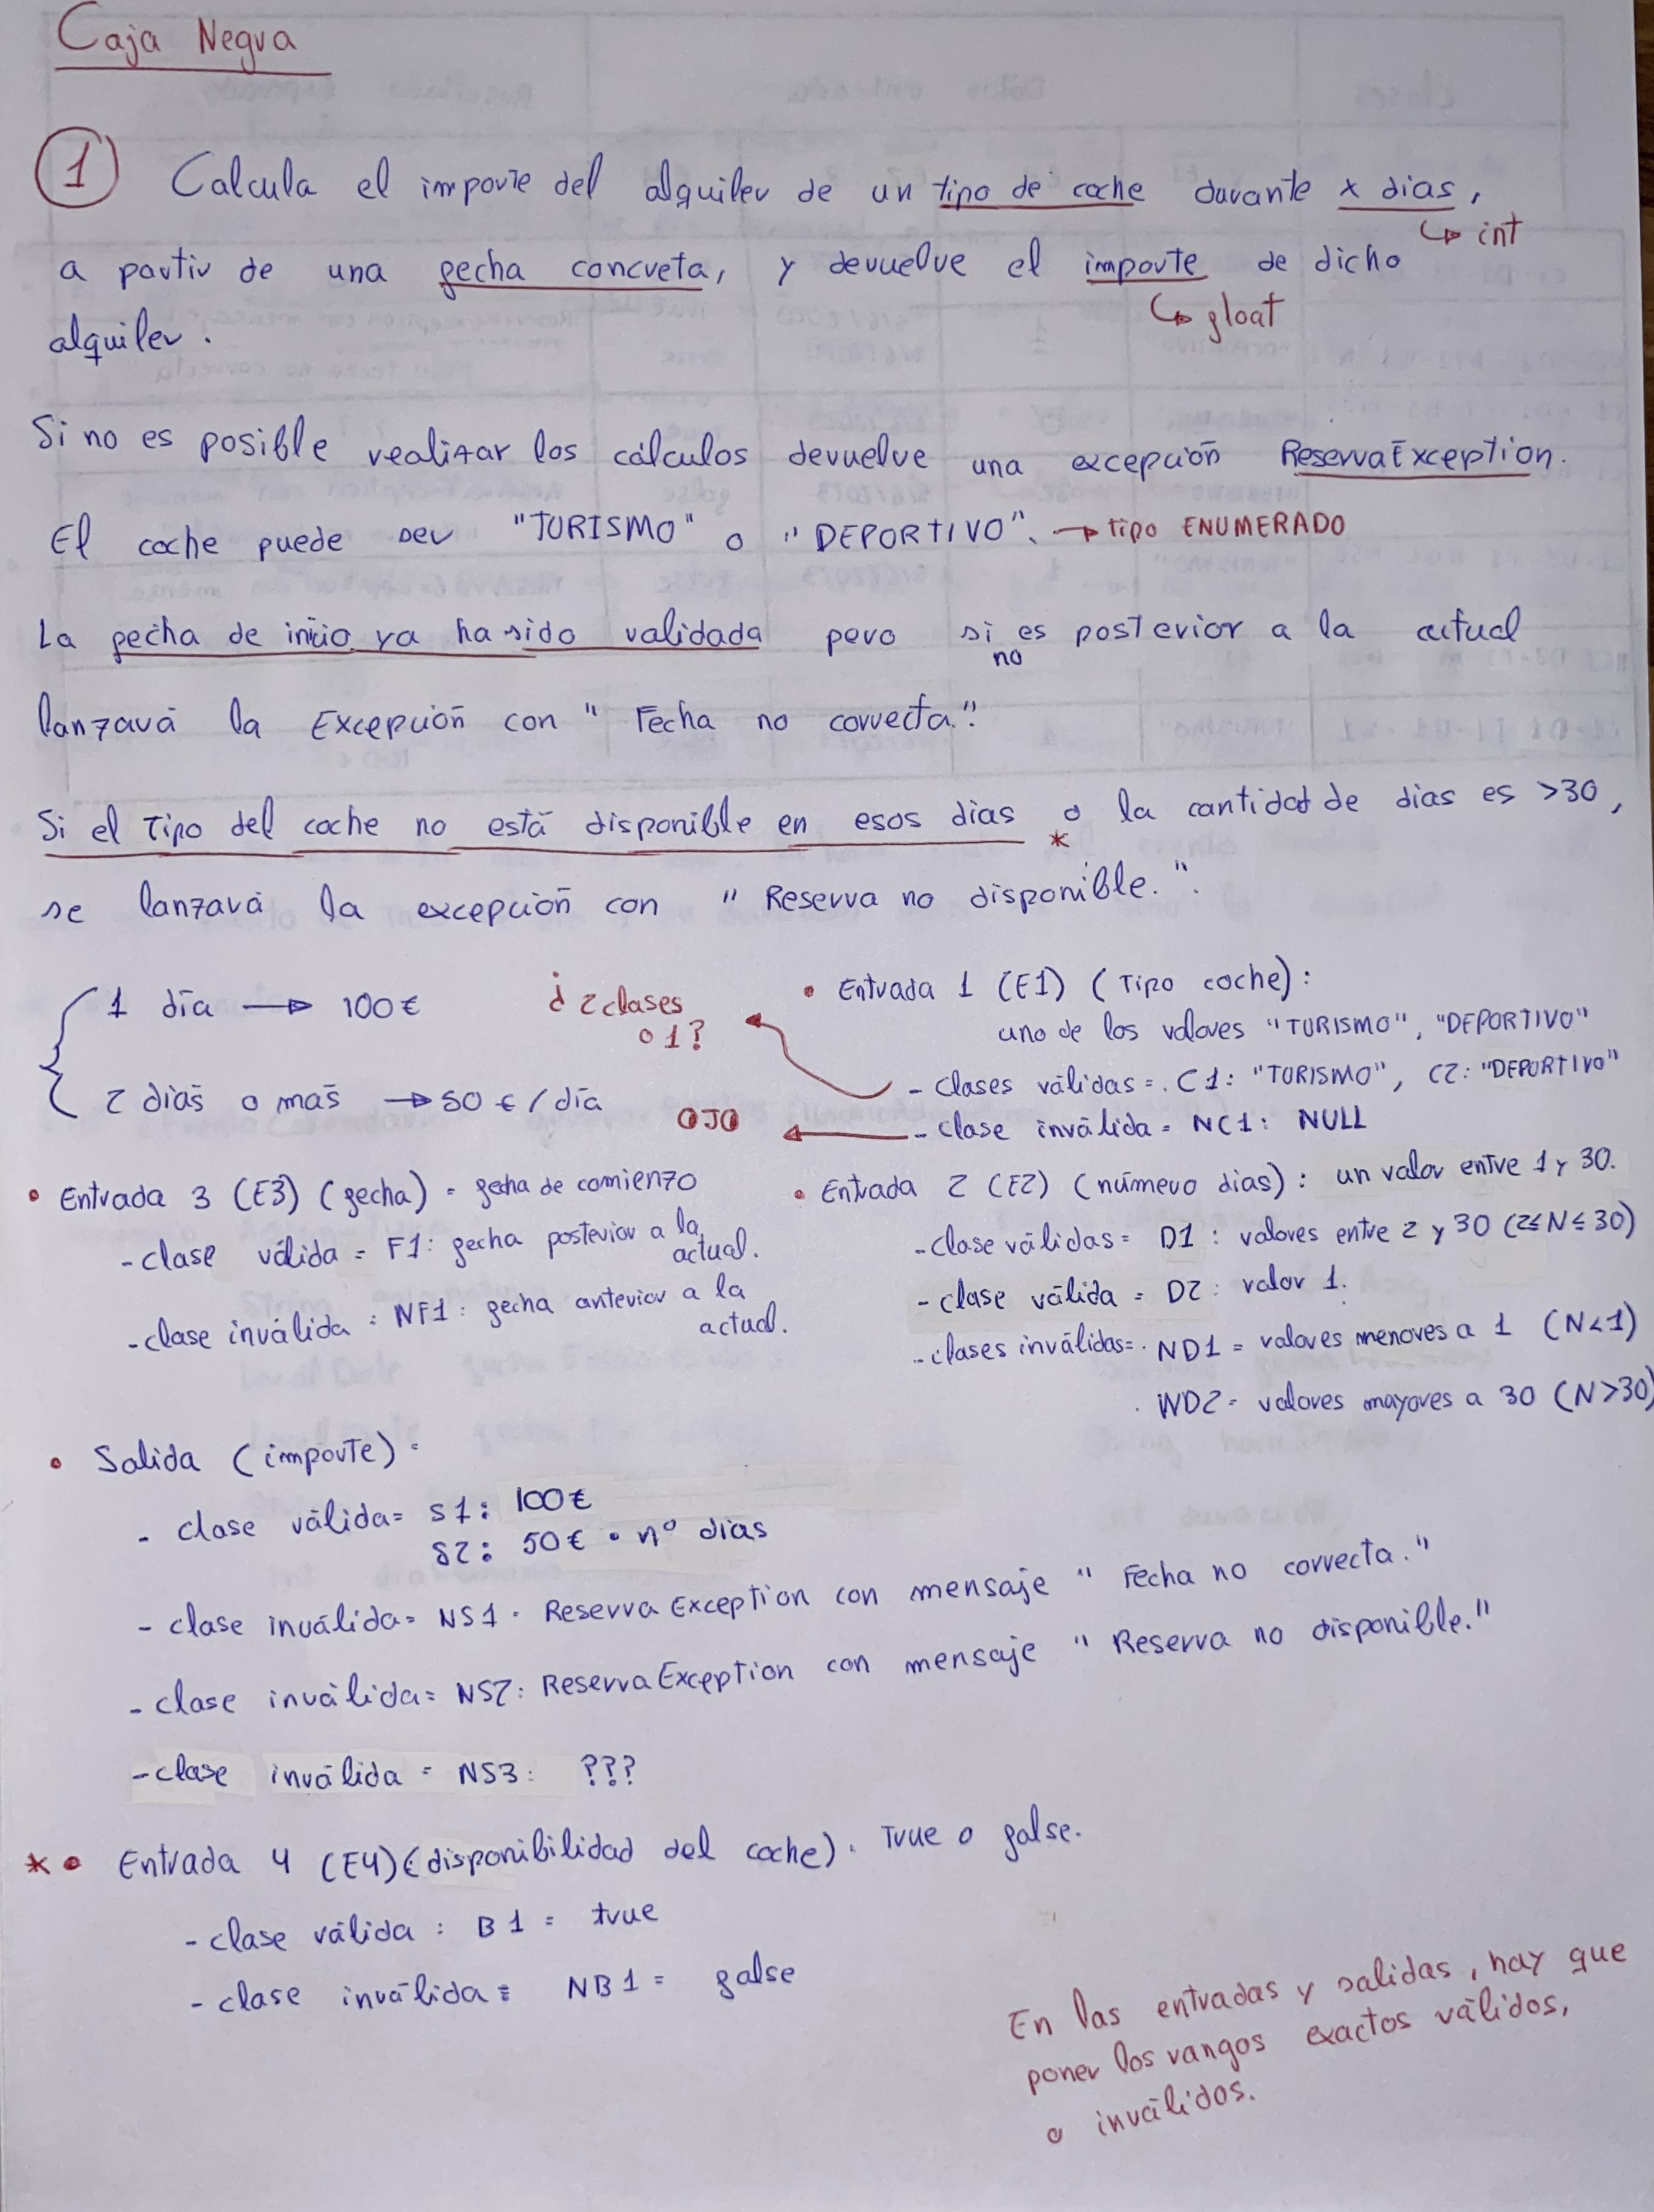 Caja Negra
1 Calcula el importe del alquiler de un tipo de coche durante x dias,
↳ int
a partir de una fecha concreta, y devuelve el importe de dicho
↳ float
alquiler.
Si no es posible realizar los cálculos devuelve una excepción ReservaException.
El coche puede ser "TURISMO" o "DEPORTIVO". → tipo ENUMERADO
La fecha de inicio ya ha sido validada pero si no es posterior a la actual
lanzará la Excepción con "Fecha no correcta."
Si el tipo del coche no está disponible en esos dias o la cantidad de dias es >30,
*
se lanzará la excepción con "Reserva no disponible.".
1 día → 100€
2 días o más → 50 €/día
¿2 clases
o 1?
OJO
• Entrada 1 (E1) (Tipo coche):
uno de los valores "TURISMO", "DEPORTIVO"
- clases válidas = . C1: "TURISMO", C2: "DEPORTIVO"
- clase inválida = NC1: NULL
• Entrada 3 (E3) (fecha) = fecha de comienzo
- clase válida = F1: fecha posterior a la
actual.
- clase inválida = NF1: fecha anterior a la
actual.
• Entrada 2 (E2) (número dias): un valor entre 1 y 30.
- Clase válidas = D1: valores entre 2 y 30 (2≤N≤30)
- clase válida = D2: valor 1.
- clases inválidas = . ND1 = valores menores a 1 (N<1)
. ND2 = valores mayores a 30 (N>30)
• Salida (importe) =
- clase válida = S1: 100€
S2: 50€ • nº dias
- clase inválida = NS1 = ReservaException con mensaje "Fecha no correcta."
- clase inválida = NS2: ReservaException con mensaje "Reserva no disponible."
- clase inválida = NS3: ???
* • Entrada 4 (E4) (disponibilidad del coche). True o false.
- clase válida : B1 = true
- clase inválida = NB1 = false
En las entradas y salidas, hay que
poner los rangos exactos válidos,
o inválidos.